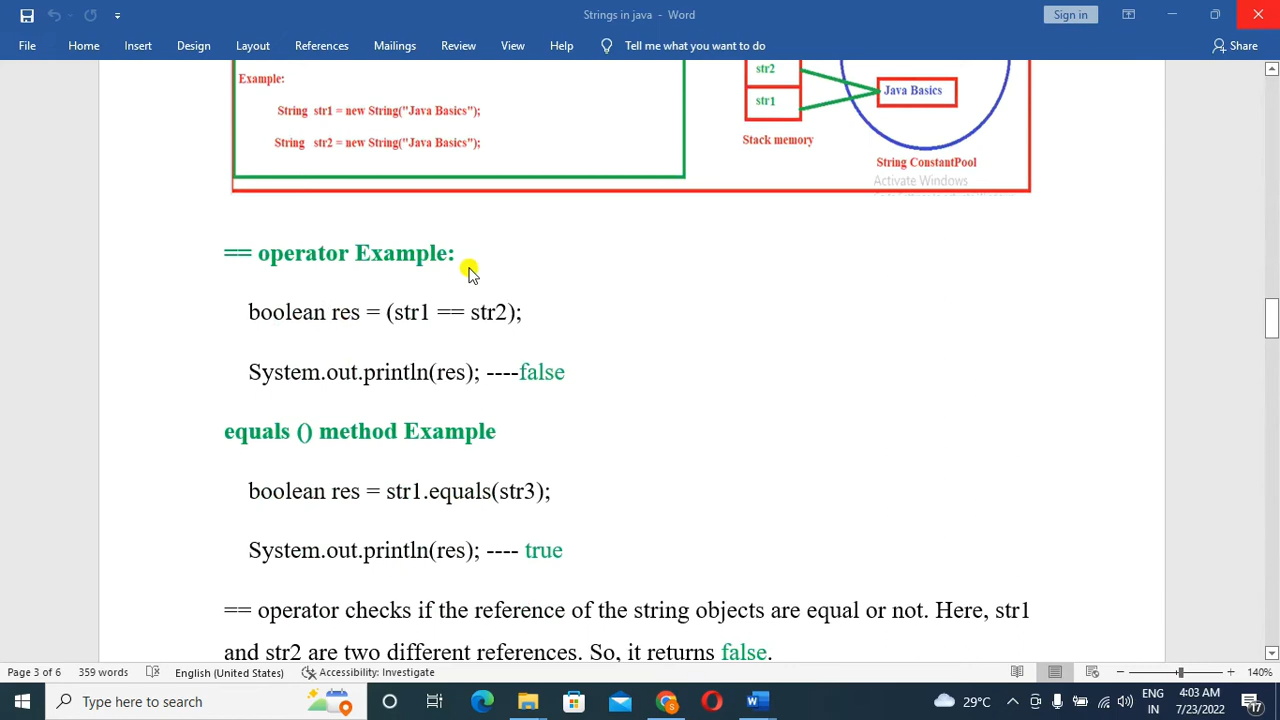 Strings in java - Word
Sign in
File Home Insert Design Layout References Mailings Review View Help Tell me what you want to do Share
Example:
String str1 = new String("Java Basics");
String str2 = new String("Java Basics");
str2
str1
Java Basics
Stack memory
String ConstantPool
Activate Windows
== operator Example:
boolean res = (str1 == str2);
System.out.println(res); ----false
equals () method Example
boolean res = str1.equals(str3);
System.out.println(res); ---- true
== operator checks if the reference of the string objects are equal or not. Here, str1
and str2 are two different references. So, it returns false.
Page 3 of 6 359 words English (United States) Accessibility: Investigate 140%
Type here to search
29°C
ENG
IN
4:03 AM
7/23/2022
17